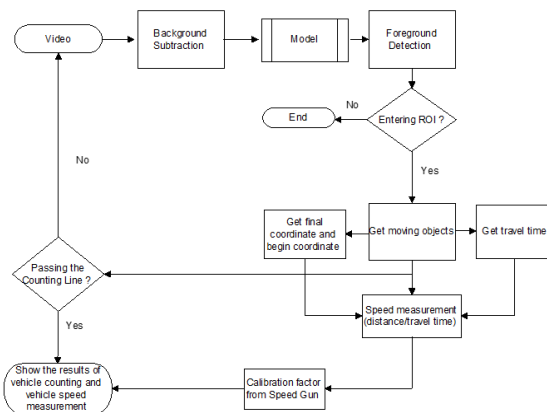 Video
Background
Subtraction
Model
Foreground
Detection
No
End
Entering ROI ?
Yes
No
Get final
coordinate and
begin coordinate
Get moving objects
Get travel time
Passing the
Counting Line ?
Speed measurement
(distance/travel time)
Yes
Show the results of
vehicle counting and
vehicle speed
measurement
Calibration factor
from Speed Gun